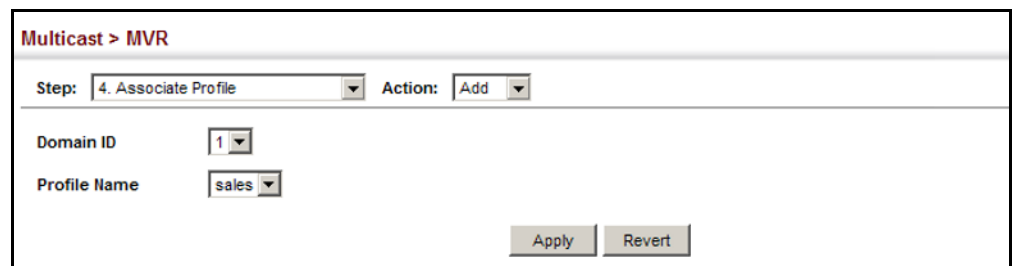 Multicast > MVR
Step: 4. Associate Profile Action: Add
Domain ID 1
Profile Name sales
Apply Revert